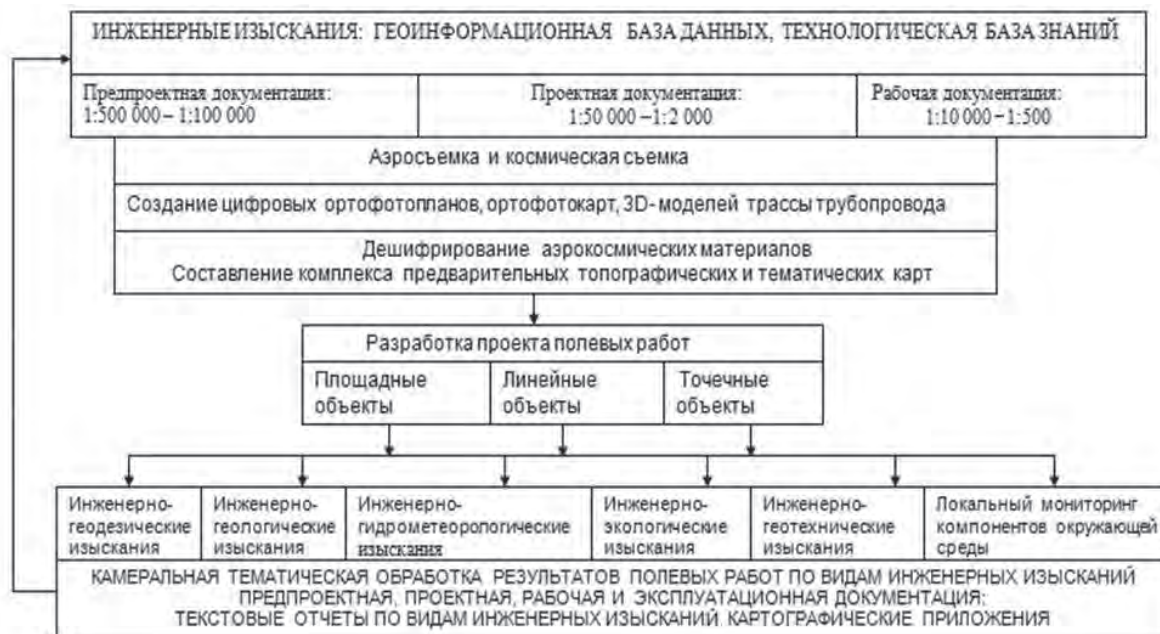 ИНЖЕНЕРНЫЕ ИЗЫСКАНИЯ: ГЕОИНФОРМАЦИОННАЯ БАЗА ДАННЫХ, ТЕХНОЛОГИЧЕСКАЯ БАЗА ЗНАНИЙ
Предпроектная документация:
1:500 000 – 1:100 000
Проектная документация:
1:50 000 –1:2 000
Рабочая документация:
1:10 000 –1:500
Аэросъемка и космическая съемка
Создание цифровых ортофотопланов, ортофотокарт, 3D- моделей трассы трубопровода
Дешифрирование аэрокосмических материалов
Составление комплекса предварительных топографических и тематических карт
Разработка проекта полевых работ
Площадные
объекты
Линейные
объекты
Точечные
объекты
Инженерно-
геодезические
изыскания
Инженерно-
геологические
изыскания
Инженерно-
гидрометеорологические
изыскания
Инженерно-
экологические
изыскания
Инженерно-
геотехнические
изыскания
Локальный мониторинг
компонентов окружающей
среды
КАМЕРАЛЬНАЯ ТЕМАТИЧЕСКАЯ ОБРАБОТКА РЕЗУЛЬТАТОВ ПОЛЕВЫХ РАБОТ ПО ВИДАМ ИНЖЕНЕРНЫХ ИЗЫСКАНИЙ
ПРЕДПРОЕКТНАЯ, ПРОЕКТНАЯ, РАБОЧАЯ И ЭКСПЛУАТАЦИОННАЯ ДОКУМЕНТАЦИЯ:
ТЕКСТОВЫЕ ОТЧЕТЫ ПО ВИДАМ ИНЖЕНЕРНЫХ ИЗЫСКАНИЙ. КАРТОГРАФИЧЕСКИЕ ПРИЛОЖЕНИЯ